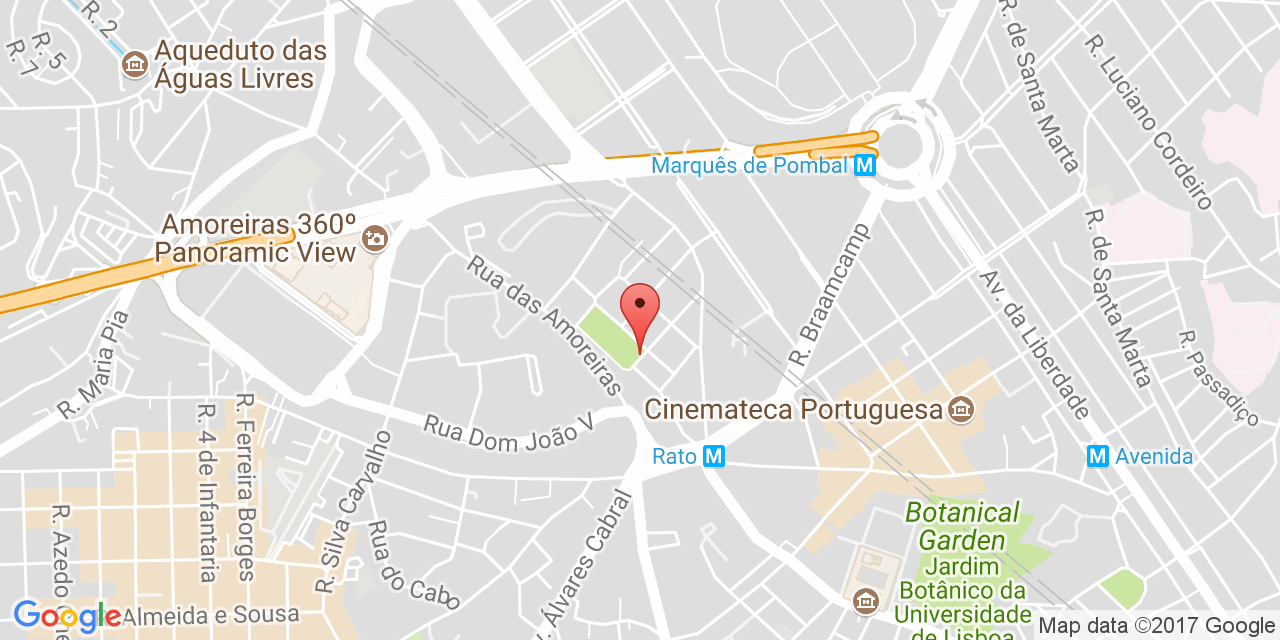 R. 2
R. 5
R. 7
Aqueduto das
Águas Livres
R. de Santa Marta
R. Luciano Cordeiro
Marquês de Pombal M
Amoreiras 360º
Panoramic View
Rua das Amoreiras
R. Braamcamp
Av. da Liberdade
R. de Santa Marta
R. Passadiço
R. Maria Pia
R. 4 de Infantaria
R. Ferreira Borges
R. Silva Carvalho
Rua Dom João V
Cinemateca Portuguesa
Rato M
M Avenida
R. Azedo
Rua do Cabo
Álvares Cabral
Botanical
Garden
Jardim
Botânico da
Universidade
de Lisboa
Google
Almeida e Sousa
Map data ©2017 Google